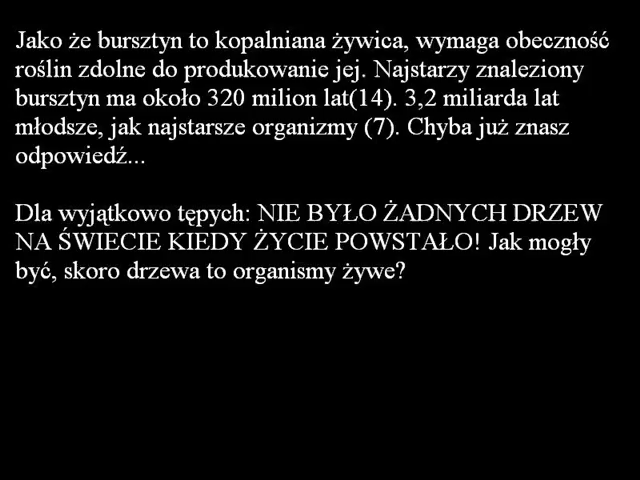 Jako że bursztyn to kopalniana żywica, wymaga obecność
roślin zdolne do produkowanie jej. Najstarzy znaleziony
bursztyn ma około 320 milion lat(14). 3,2 miliarda lat
młodsze, jak najstarsze organizmy (7). Chyba już znasz
odpowiedź...
Dla wyjątkowo tępych: NIE BYŁO ŻADNYCH DRZEW
NA ŚWIECIE KIEDY ŻYCIE POWSTAŁO! Jak mogły
być, skoro drzewa to organismy żywe?